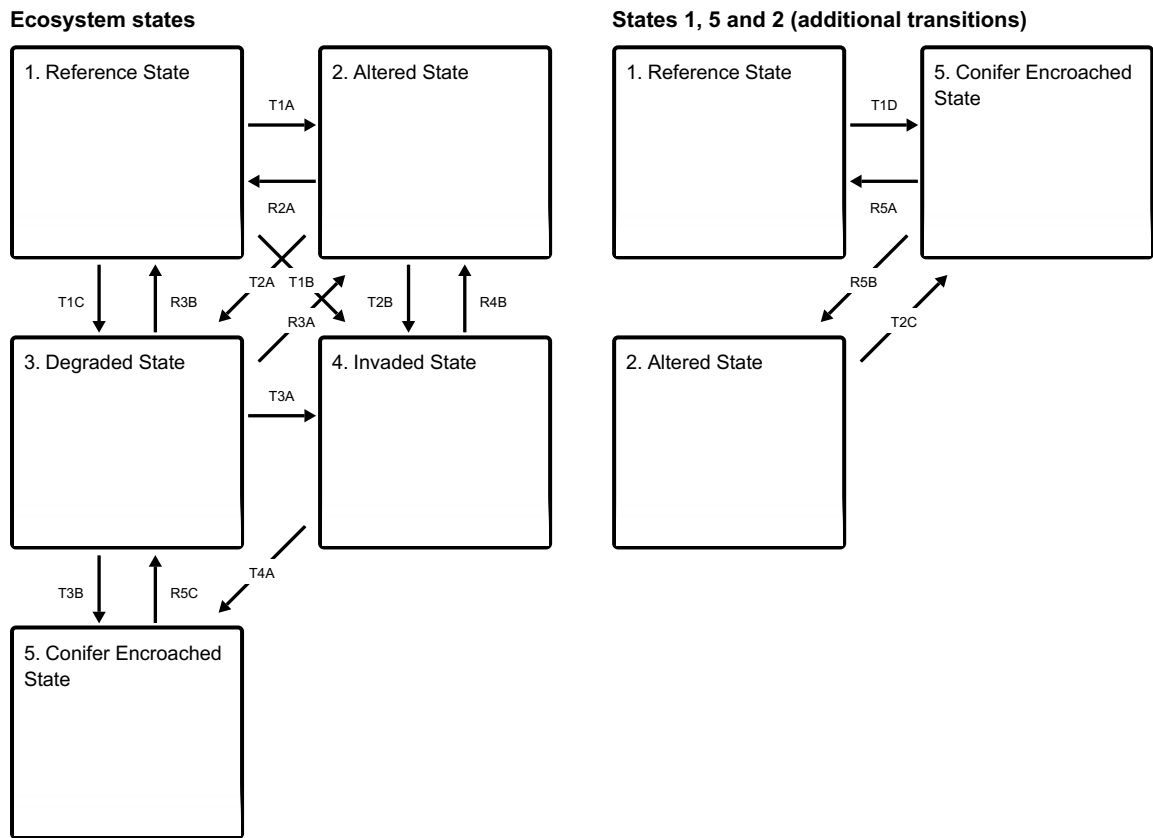 Ecosystem states
1. Reference State
2. Altered State
T1A
R2A
T2A
T1B
T1C
R3B
R3A
T2B
R4B
3. Degraded State
4. Invaded State
T3A
T4A
T3B
R5C
5. Conifer Encroached
State
States 1, 5 and 2 (additional transitions)
1. Reference State
5. Conifer Encroached
State
T1D
R5A
R5B
T2C
2. Altered State